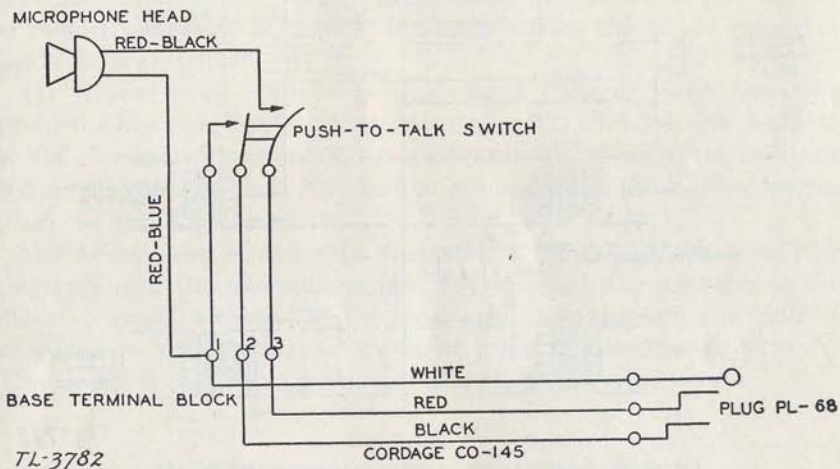 MICROPHONE HEAD
RED-BLACK
PUSH-TO-TALK SWITCH
RED-BLUE
1 2 3
WHITE
BASE TERMINAL BLOCK
RED
PLUG PL-68
BLACK
CORDAGE CO-145
TL-3782